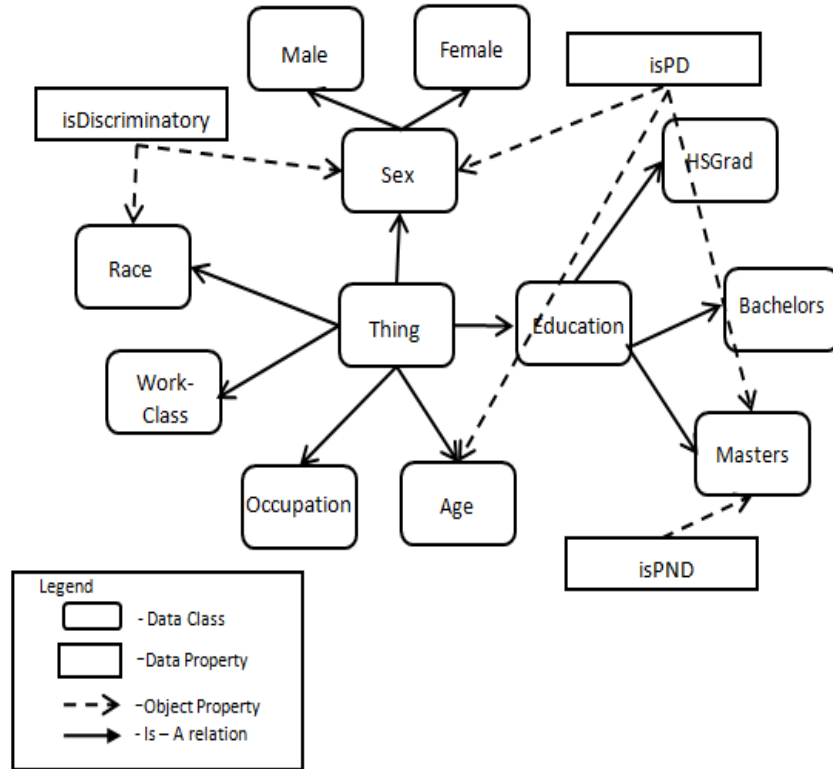 Male
Female
isPD
isDiscriminatory
HSGrad
Sex
Race
Thing
Education
Bachelors
Work-
Class
Masters
Occupation
Age
isPND
Legend
- Data Class
-Data Property
-Object Property
- Is – A relation